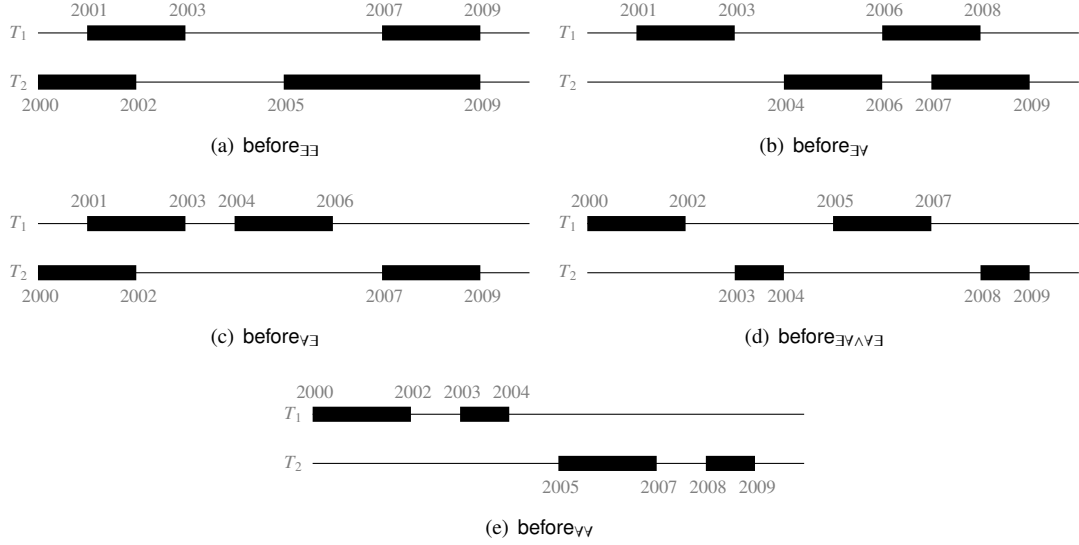 2001 2003 2007 2009
T₁
T₂
2000 2002 2005 2009
(a) before∃∃
2001 2003 2006 2008
T₁
T₂
2004 2006 2007 2009
(b) before∃∀
2001 2003 2004 2006
T₁
T₂
2000 2002 2007 2009
(c) before∀∃
2000 2002 2005 2007
T₁
T₂
2003 2004 2008 2009
(d) before∃∀∧∀∃
2000 2002 2003 2004
T₁
T₂
2005 2007 2008 2009
(e) before∀∀